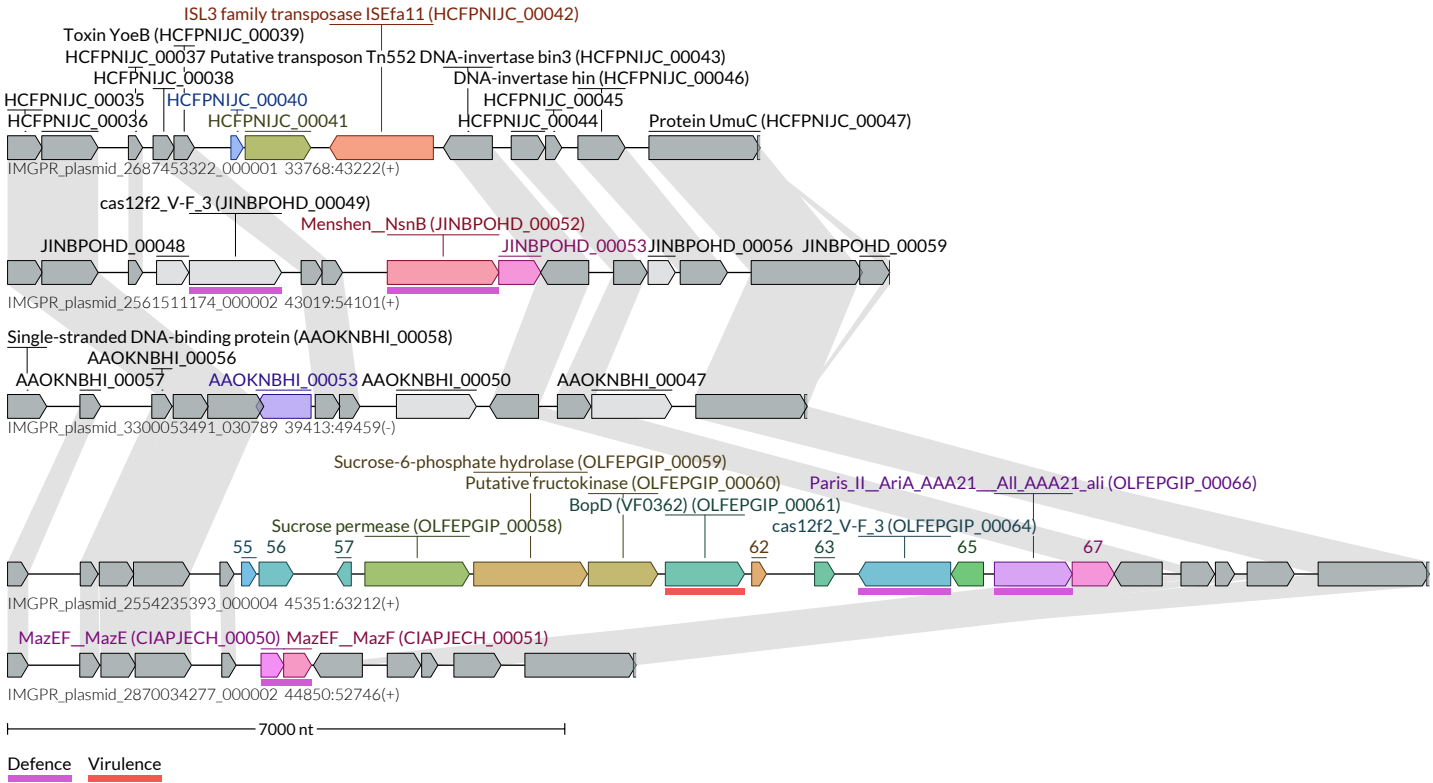 ISL3 family transposase ISEfa11 (HCFPNIJC_00042)
Toxin YoeB (HCFPNIJC_00039)
HCFPNIJC_00037 Putative transposon Tn552 DNA-invertase bin3 (HCFPNIJC_00043)
HCFPNIJC_00038 DNA-invertase hin (HCFPNIJC_00046)
HCFPNIJC_00035 HCFPNIJC_00040 HCFPNIJC_00045
HCFPNIJC_00036 HCFPNIJC_00041 HCFPNIJC_00044 Protein UmuC (HCFPNIJC_00047)
IMGPR_plasmid_2687453322_000001 33768:43222(+)
cas12f2_V-F_3 (JINBPOHD_00049)
Menshen__NsnB (JINBPOHD_00052)
JINBPOHD_00048 JINBPOHD_00053 JINBPOHD_00056 JINBPOHD_00059
IMGPR_plasmid_2561511174_000002 43019:54101(+)
Single-stranded DNA-binding protein (AAOKNBHI_00058)
AAOKNBHI_00056
AAOKNBHI_00057 AAOKNBHI_00053 AAOKNBHI_00050 AAOKNBHI_00047
IMGPR_plasmid_3300053491_030789 39413:49459(-)
Sucrose-6-phosphate hydrolase (OLFEPGIP_00059)
Putative fructokinase (OLFEPGIP_00060) Paris_II__AriA_AAA21___All_AAA21_ali (OLFEPGIP_00066)
BopD (VF0362) (OLFEPGIP_00061)
Sucrose permease (OLFEPGIP_00058) cas12f2_V-F_3 (OLFEPGIP_00064)
55 56 57 62 63 65 67
IMGPR_plasmid_2554235393_000004 45351:63212(+)
MazEF__MazE (CIAPJECH_00050) MazEF__MazF (CIAPJECH_00051)
IMGPR_plasmid_2870034277_000002 44850:52746(+)
7000 nt
Defence Virulence